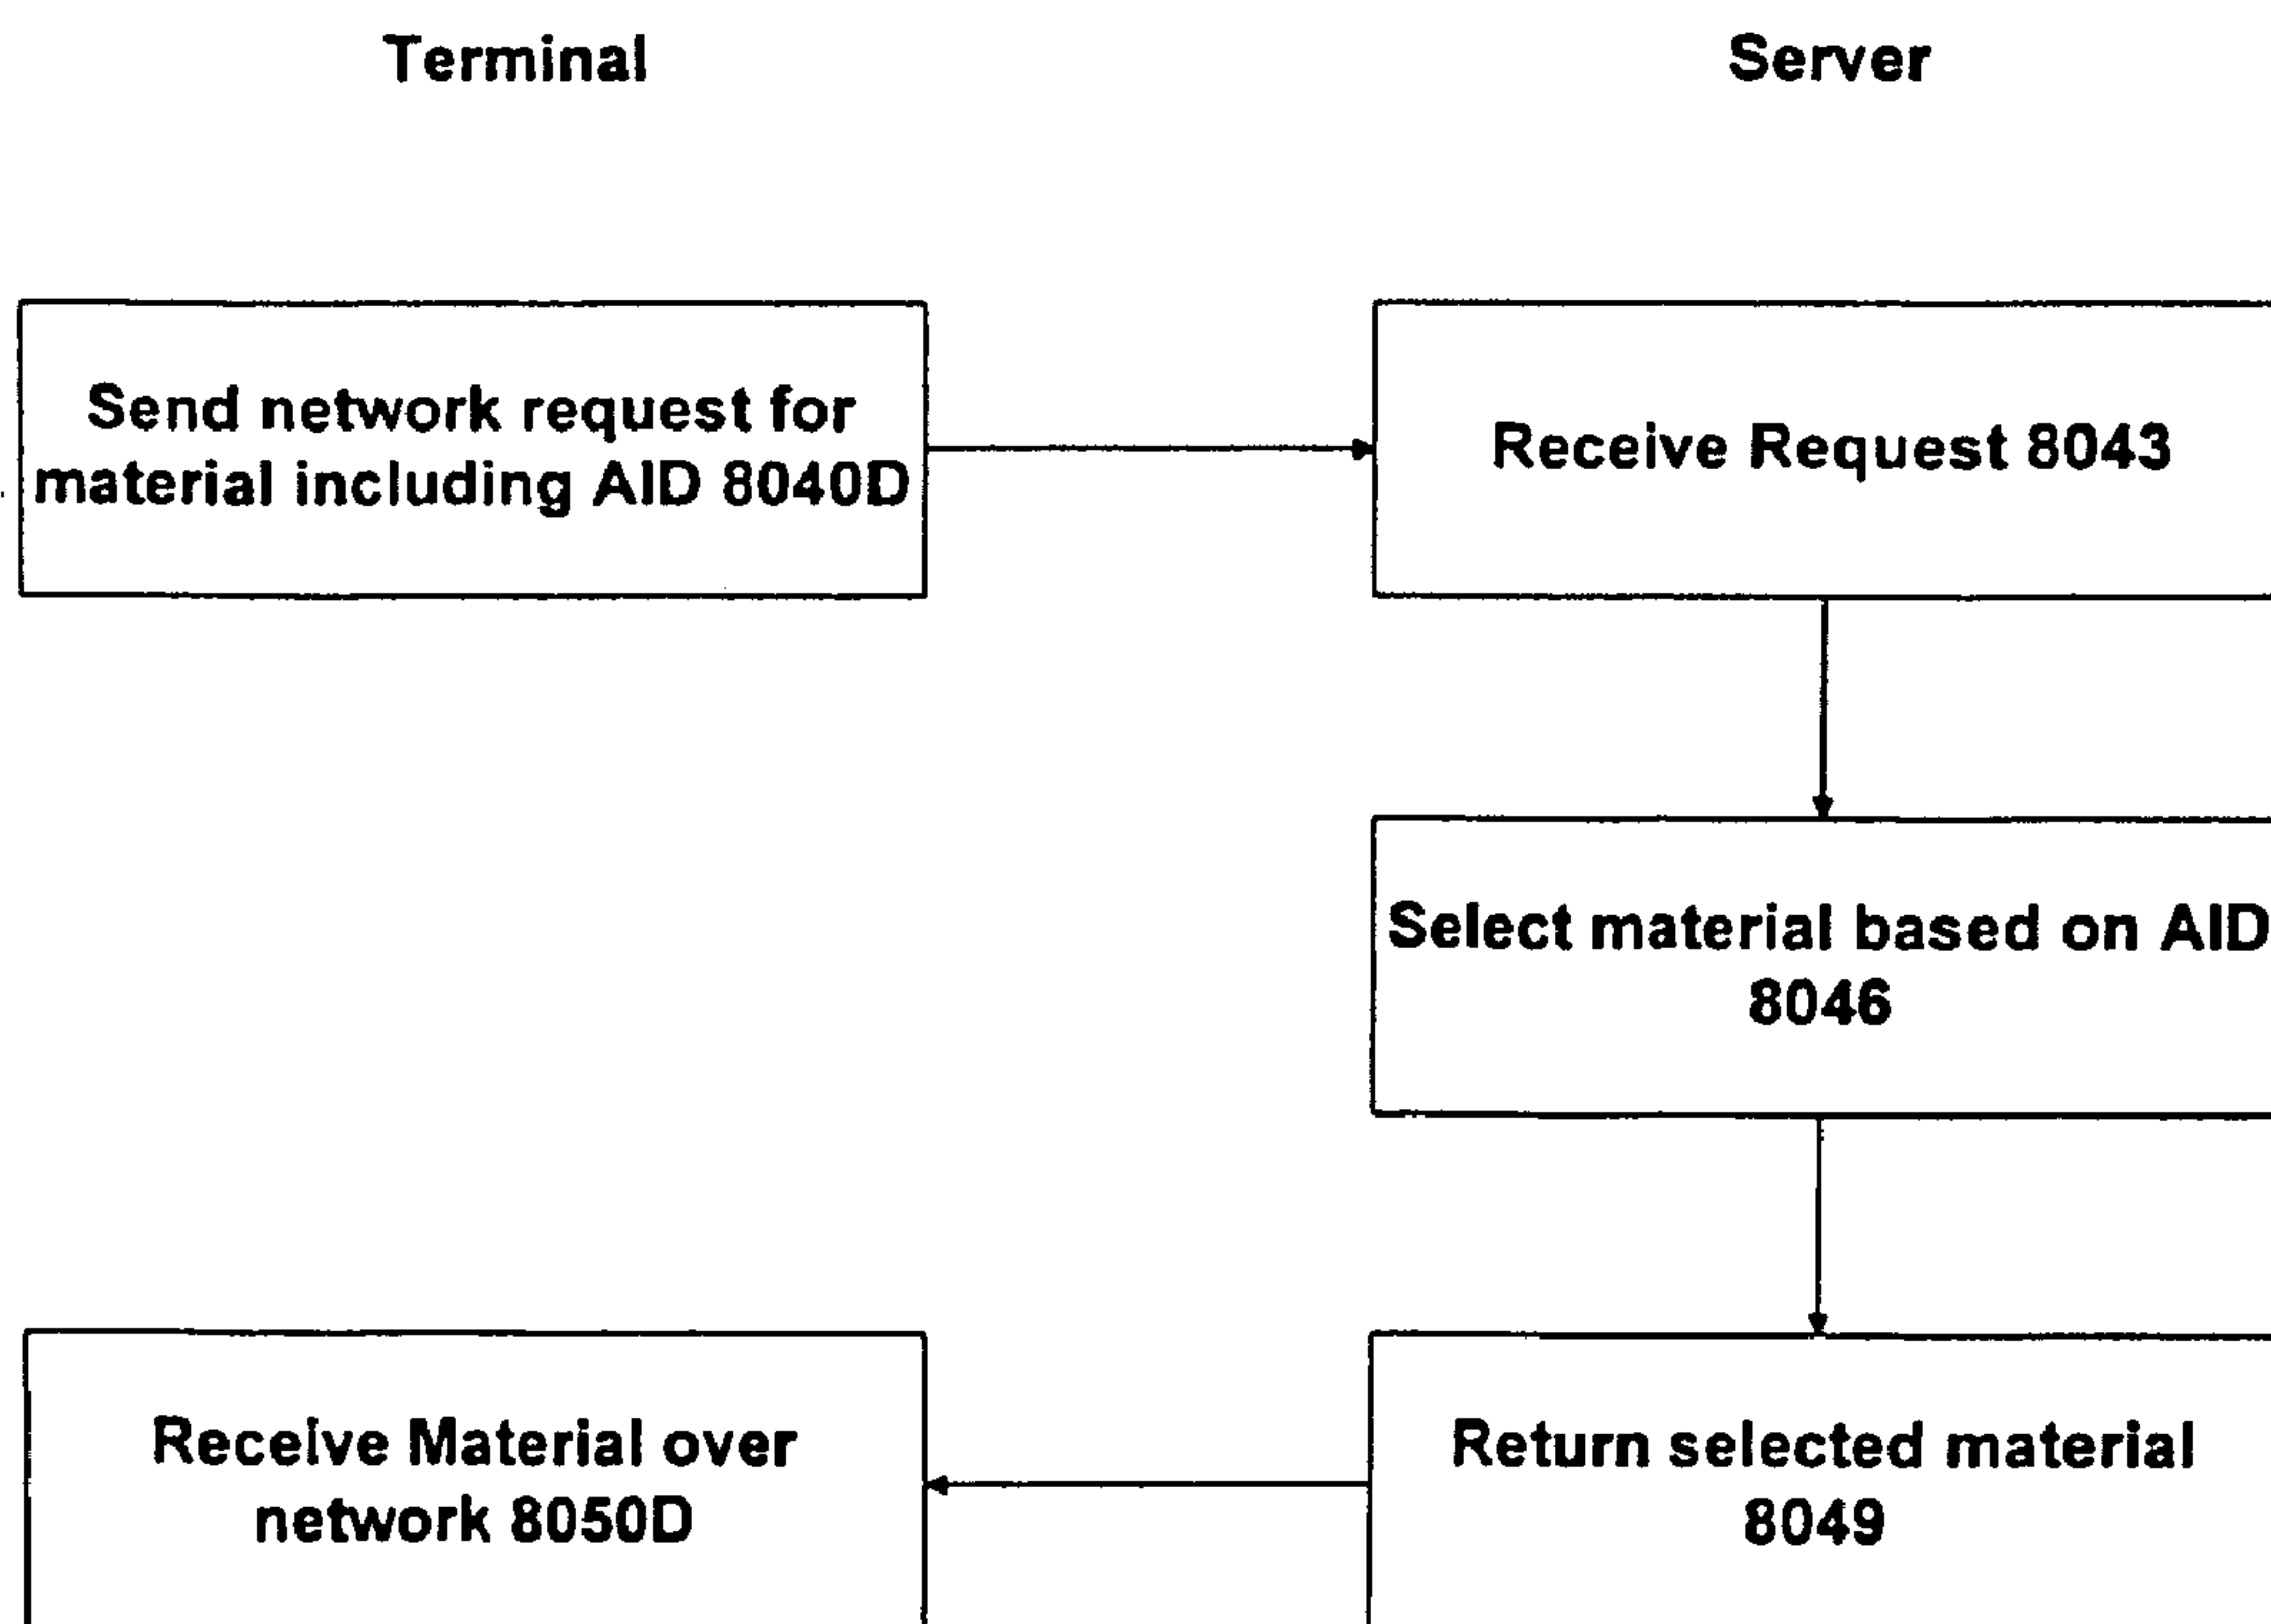 Terminal
Server
Send network request for
material including AID 8040D
Receive Request 8043
Select material based on AID
8046
Return selected material
8049
Receive Material over
network 8050D